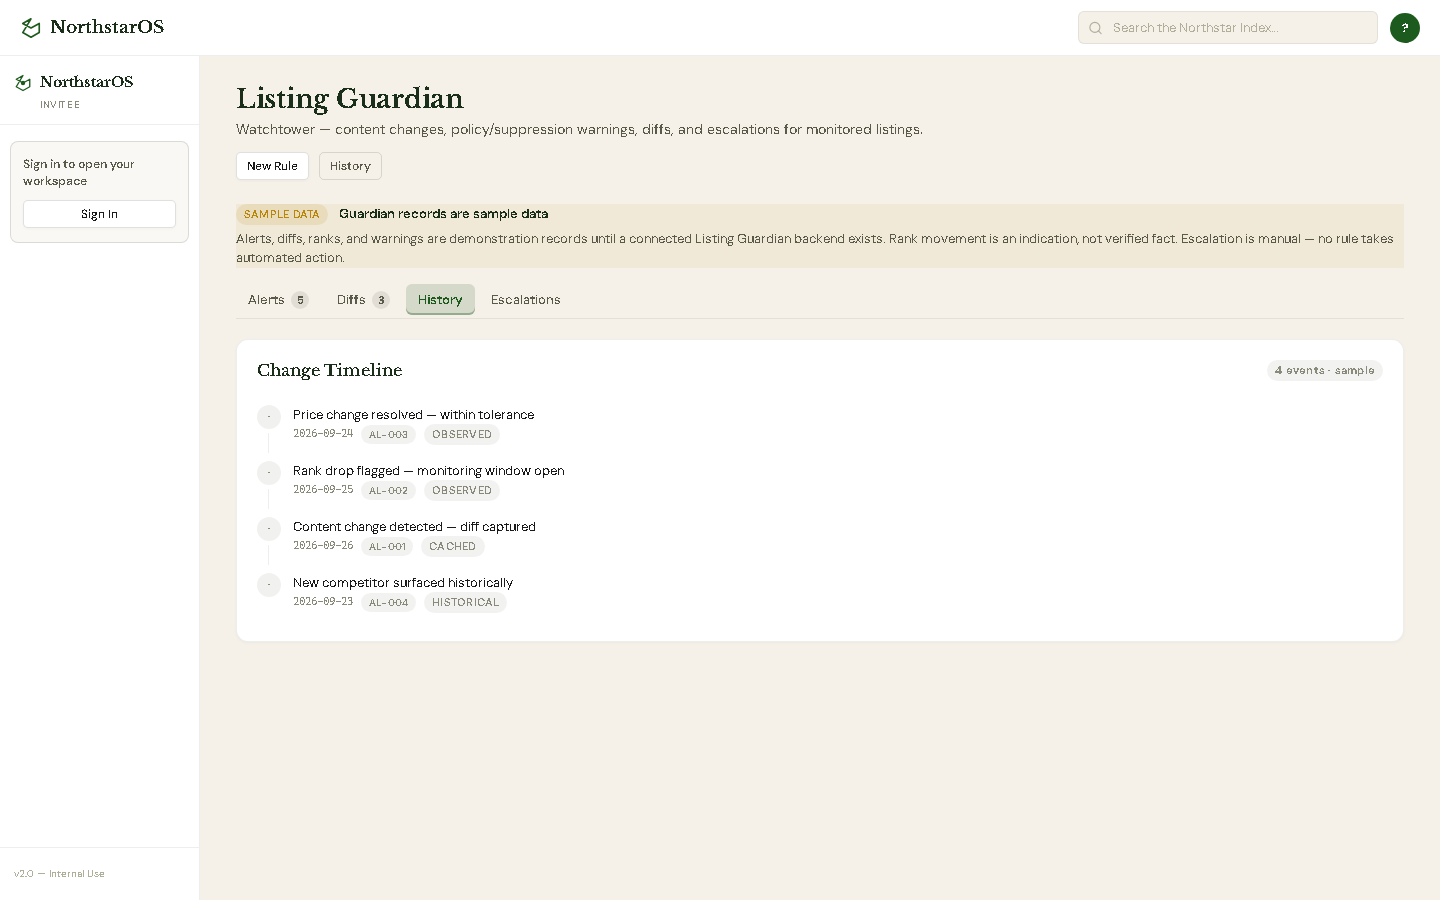 NorthstarOS
Search the Northstar Index...
?
NorthstarOS
INVITEE
Sign in to open your
workspace
Sign In
v2.0 — Internal Use
Listing Guardian
Watchtower — content changes, policy/suppression warnings, diffs, and escalations for monitored listings.
New Rule
History
SAMPLE DATA Guardian records are sample data
Alerts, diffs, ranks, and warnings are demonstration records until a connected Listing Guardian backend exists. Rank movement is an indication, not verified fact. Escalation is manual — no rule takes
automated action.
Alerts 5 Diffs 3 History Escalations
Change Timeline
4 events · sample
Price change resolved — within tolerance
2026-09-24 AL-003 OBSERVED
Rank drop flagged — monitoring window open
2026-09-25 AL-002 OBSERVED
Content change detected — diff captured
2026-09-26 AL-001 CACHED
New competitor surfaced historically
2026-09-23 AL-004 HISTORICAL